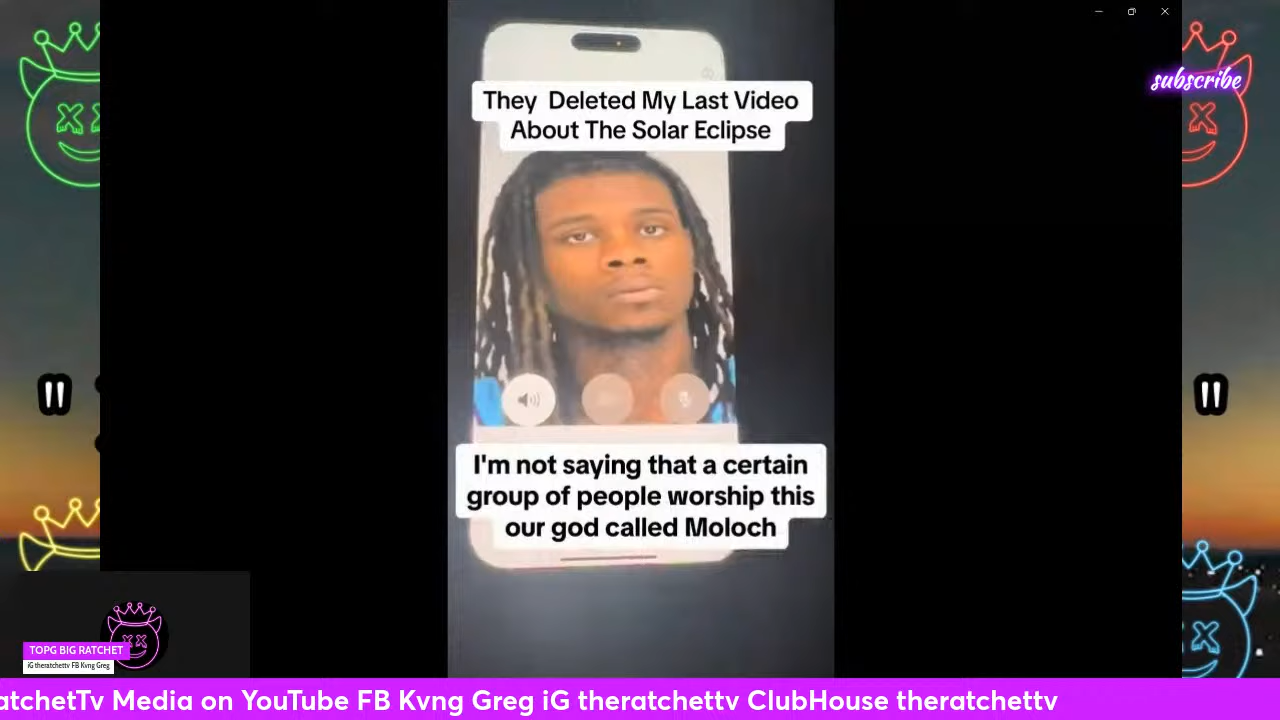 subscribe
They Deleted My Last Video
About The Solar Eclipse
I'm not saying that a certain
group of people worship this
our god called Moloch
"
"
TOPG BIG RATCHET
iG theratchettv FB Kvng Greg
atchetTv Media on YouTube FB Kvng Greg iG theratchettv ClubHouse theratchettv